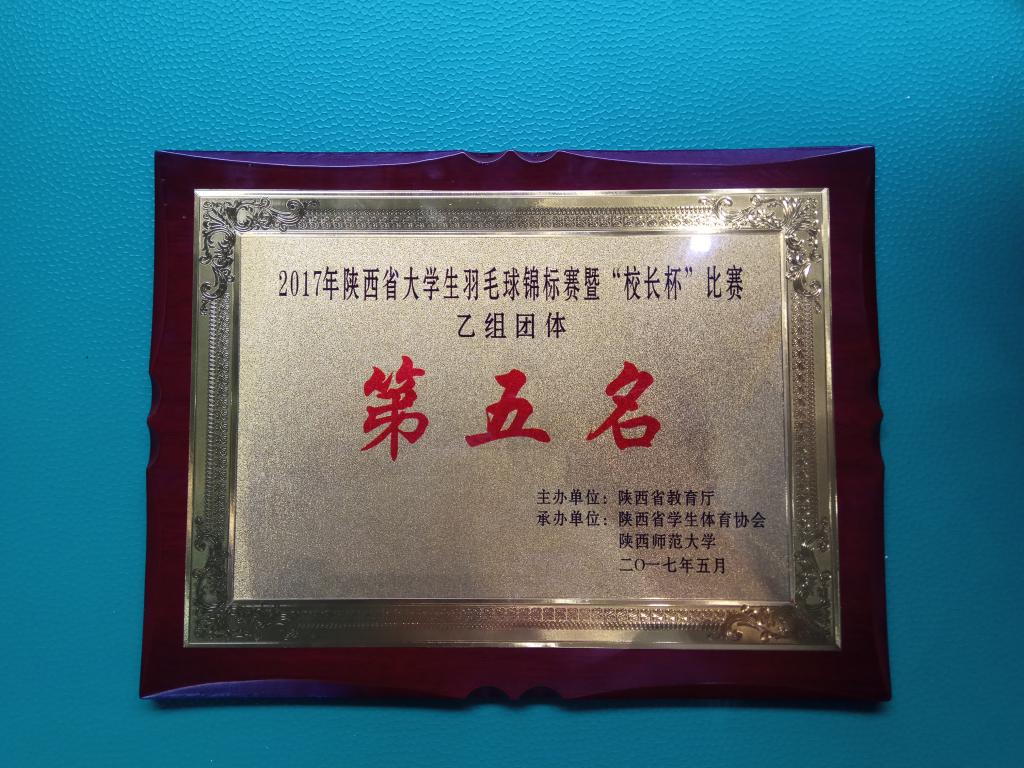 2017年陕西省大学生羽毛球锦标赛暨“校长杯”比赛
乙组团体
第五名
主办单位：陕西省教育厅
承办单位：陕西省学生体育协会
陕西师范大学
二〇一七年五月